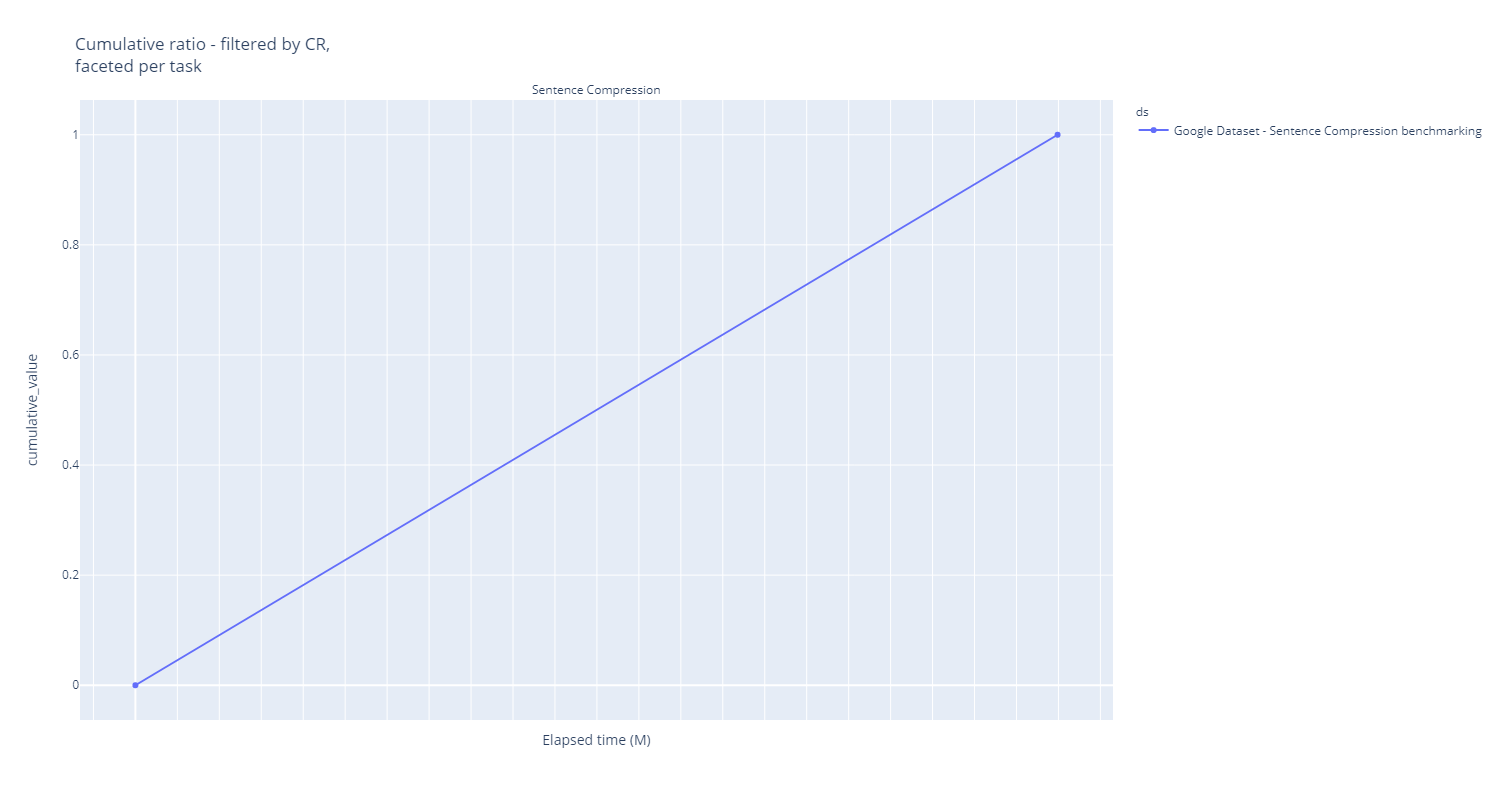 Cumulative ratio - filtered by CR,
faceted per task
Sentence Compression
ds
Google Dataset - Sentence Compression benchmarking
1
0.8
0.6
0.4
0.2
0
cumulative_value
Elapsed time (M)